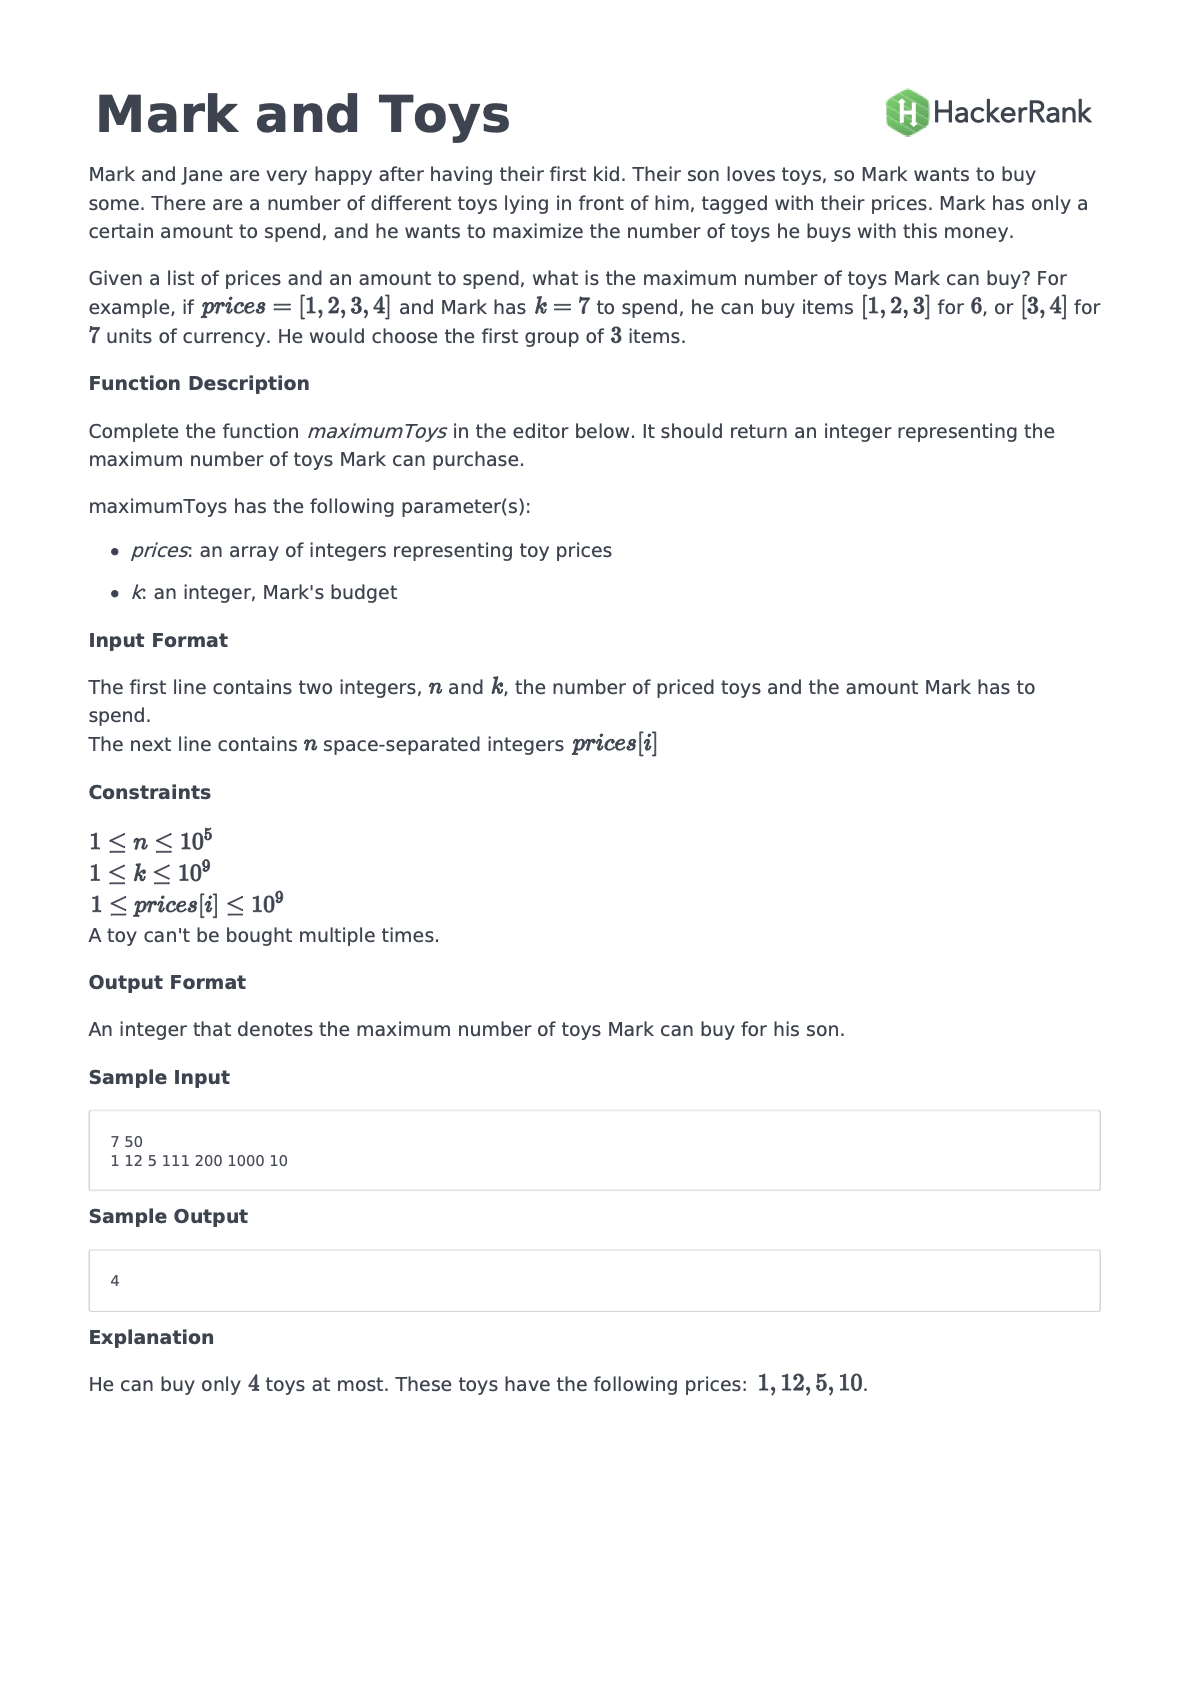 Mark and Toys
HackerRank
Mark and Jane are very happy after having their first kid. Their son loves toys, so Mark wants to buy
some. There are a number of different toys lying in front of him, tagged with their prices. Mark has only a
certain amount to spend, and he wants to maximize the number of toys he buys with this money.
Given a list of prices and an amount to spend, what is the maximum number of toys Mark can buy? For
example, if prices = [1, 2, 3, 4] and Mark has k = 7 to spend, he can buy items [1, 2, 3] for 6, or [3, 4] for
7 units of currency. He would choose the first group of 3 items.
Function Description
Complete the function maximumToys in the editor below. It should return an integer representing the
maximum number of toys Mark can purchase.
maximumToys has the following parameter(s):
• prices: an array of integers representing toy prices
• k: an integer, Mark's budget
Input Format
The first line contains two integers, n and k, the number of priced toys and the amount Mark has to
spend.
The next line contains n space-separated integers prices[i]
Constraints
1 ≤ n ≤ 10⁵
1 ≤ k ≤ 10⁹
1 ≤ prices[i] ≤ 10⁹
A toy can't be bought multiple times.
Output Format
An integer that denotes the maximum number of toys Mark can buy for his son.
Sample Input
7 50
1 12 5 111 200 1000 10
Sample Output
4
Explanation
He can buy only 4 toys at most. These toys have the following prices: 1, 12, 5, 10.